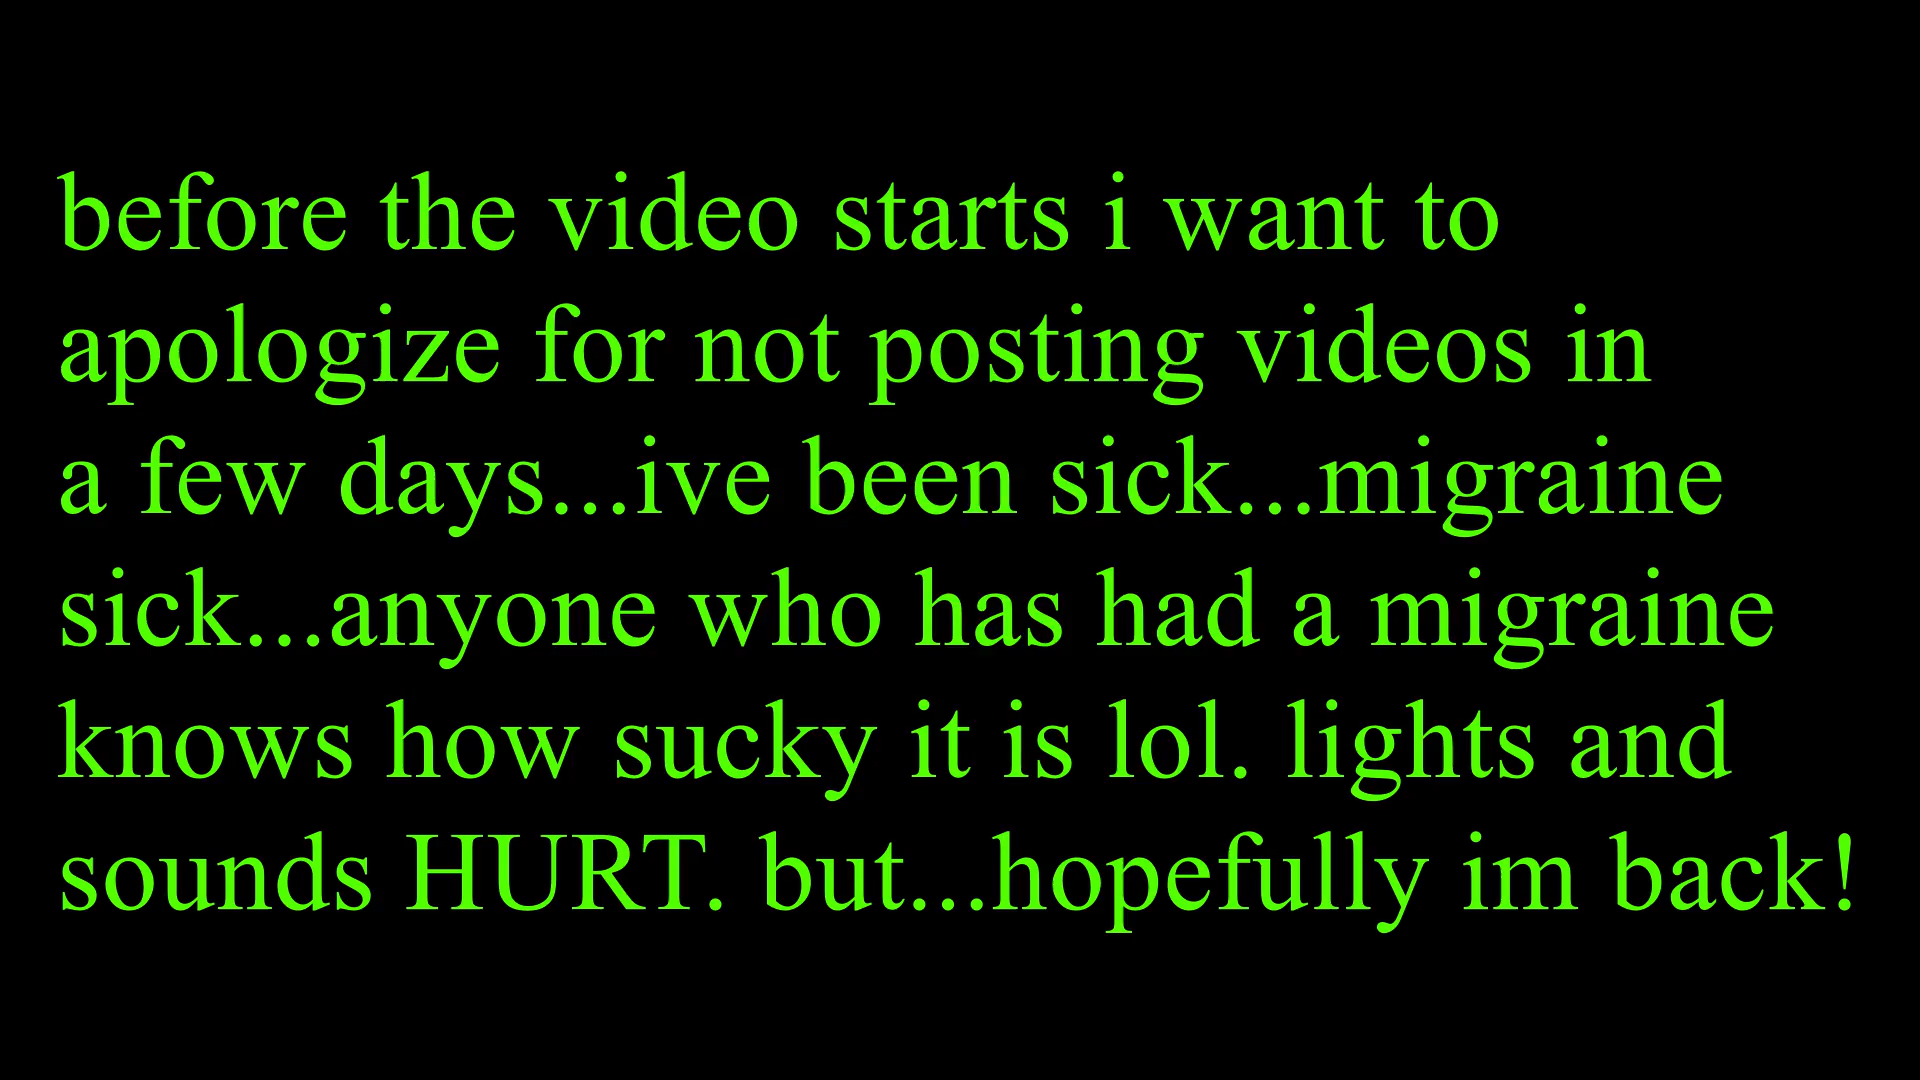 before the video starts i want to
apologize for not posting videos in
a few days...ive been sick...migraine
sick...anyone who has had a migraine
knows how sucky it is lol. lights and
sounds HURT. but...hopefully im back!